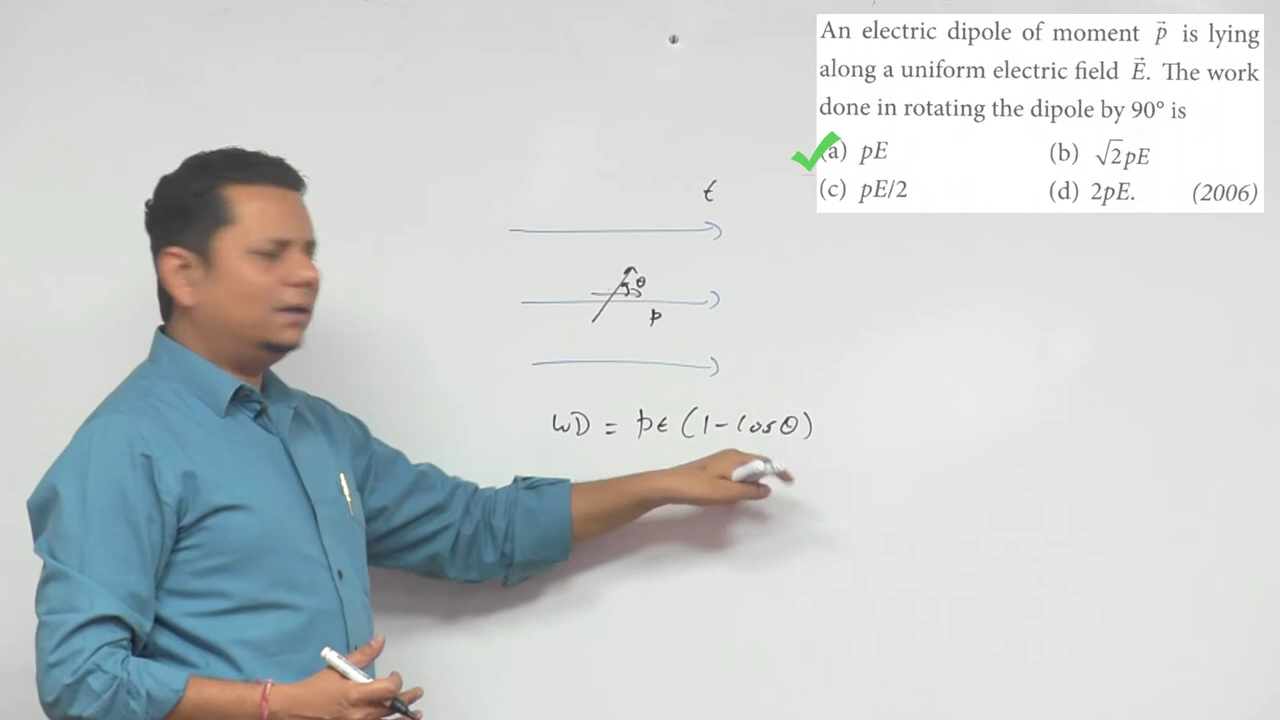 An electric dipole of moment p⃗ is lying
along a uniform electric field E⃗. The work
done in rotating the dipole by 90° is
(a) pE (b) √2pE
(c) pE/2 (d) 2pE. (2006)
E
θ
p
WD = pE (1-cosθ)